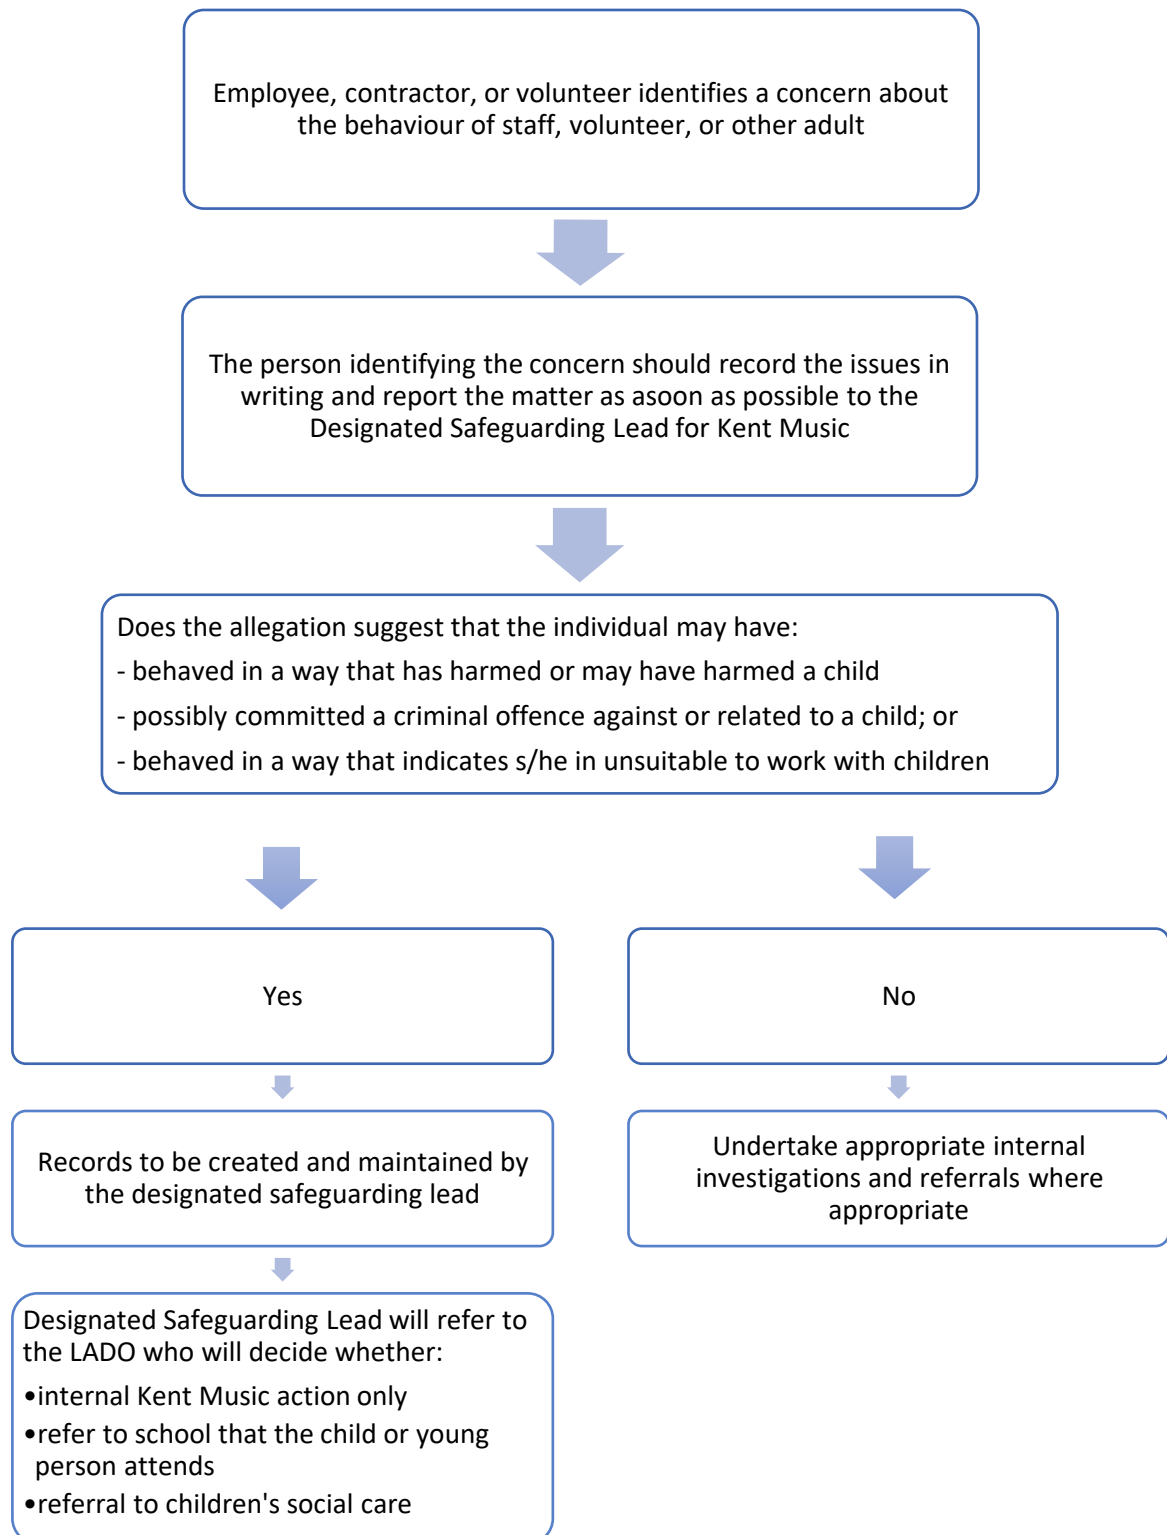 Employee, contractor, or volunteer identifies a concern about
the behaviour of staff, volunteer, or other adult
The person identifying the concern should record the issues in
writing and report the matter as asoon as possible to the
Designated Safeguarding Lead for Kent Music
Does the allegation suggest that the individual may have:
- behaved in a way that has harmed or may have harmed a child
- possibly committed a criminal offence against or related to a child; or
- behaved in a way that indicates s/he in unsuitable to work with children
Yes
No
Records to be created and maintained by
the designated safeguarding lead
Undertake appropriate internal
investigations and referrals where
appropriate
Designated Safeguarding Lead will refer to
the LADO who will decide whether:
•internal Kent Music action only
•refer to school that the child or young
person attends
•referral to children's social care